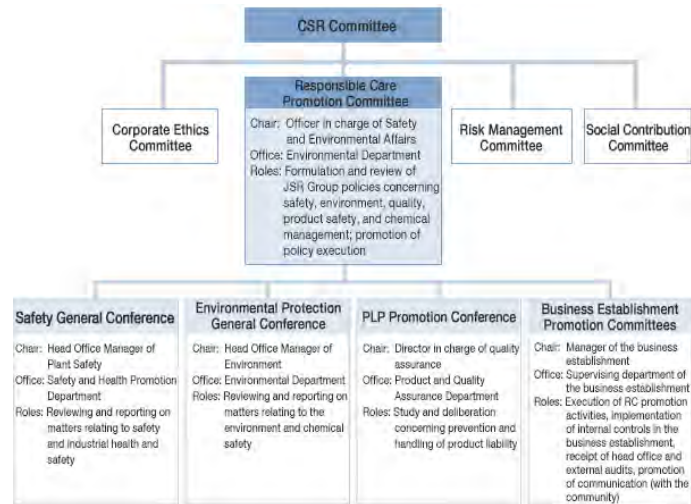 CSR Committee
Corporate Ethics
Committee
Responsible Care
Promotion Committee
Chair: Officer in charge of Safety
and Environmental Affairs
Office: Environmental Department
Roles: Formulation and review of
JSR Group policies concerning
safety, environment, quality,
product safety, and chemical
management; promotion of
policy execution
Risk Management
Committee
Social Contribution
Committee
Safety General Conference
Chair: Head Office Manager of
Plant Safety
Office: Safety and Health Promotion
Department
Roles: Reviewing and reporting on
matters relating to safety
and industrial health and
safety
Environmental Protection
General Conference
Chair: Head Office Manager of
Environment
Office: Environmental Department
Roles: Reviewing and reporting on
matters relating to the
environment and chemical
safety
PLP Promotion Conference
Chair: Director in charge of quality
assurance
Office: Product and Quality
Assurance Department
Roles: Study and deliberation
concerning prevention and
handling of product liability
Business Establishment
Promotion Committees
Chair: Manager of the business
establishment
Office: Supervising department of
the business establishment
Roles: Execution of RC promotion
activities, implementation
of internal controls in the
business establishment,
receipt of head office and
external audits, promotion
of communication (with the
community)